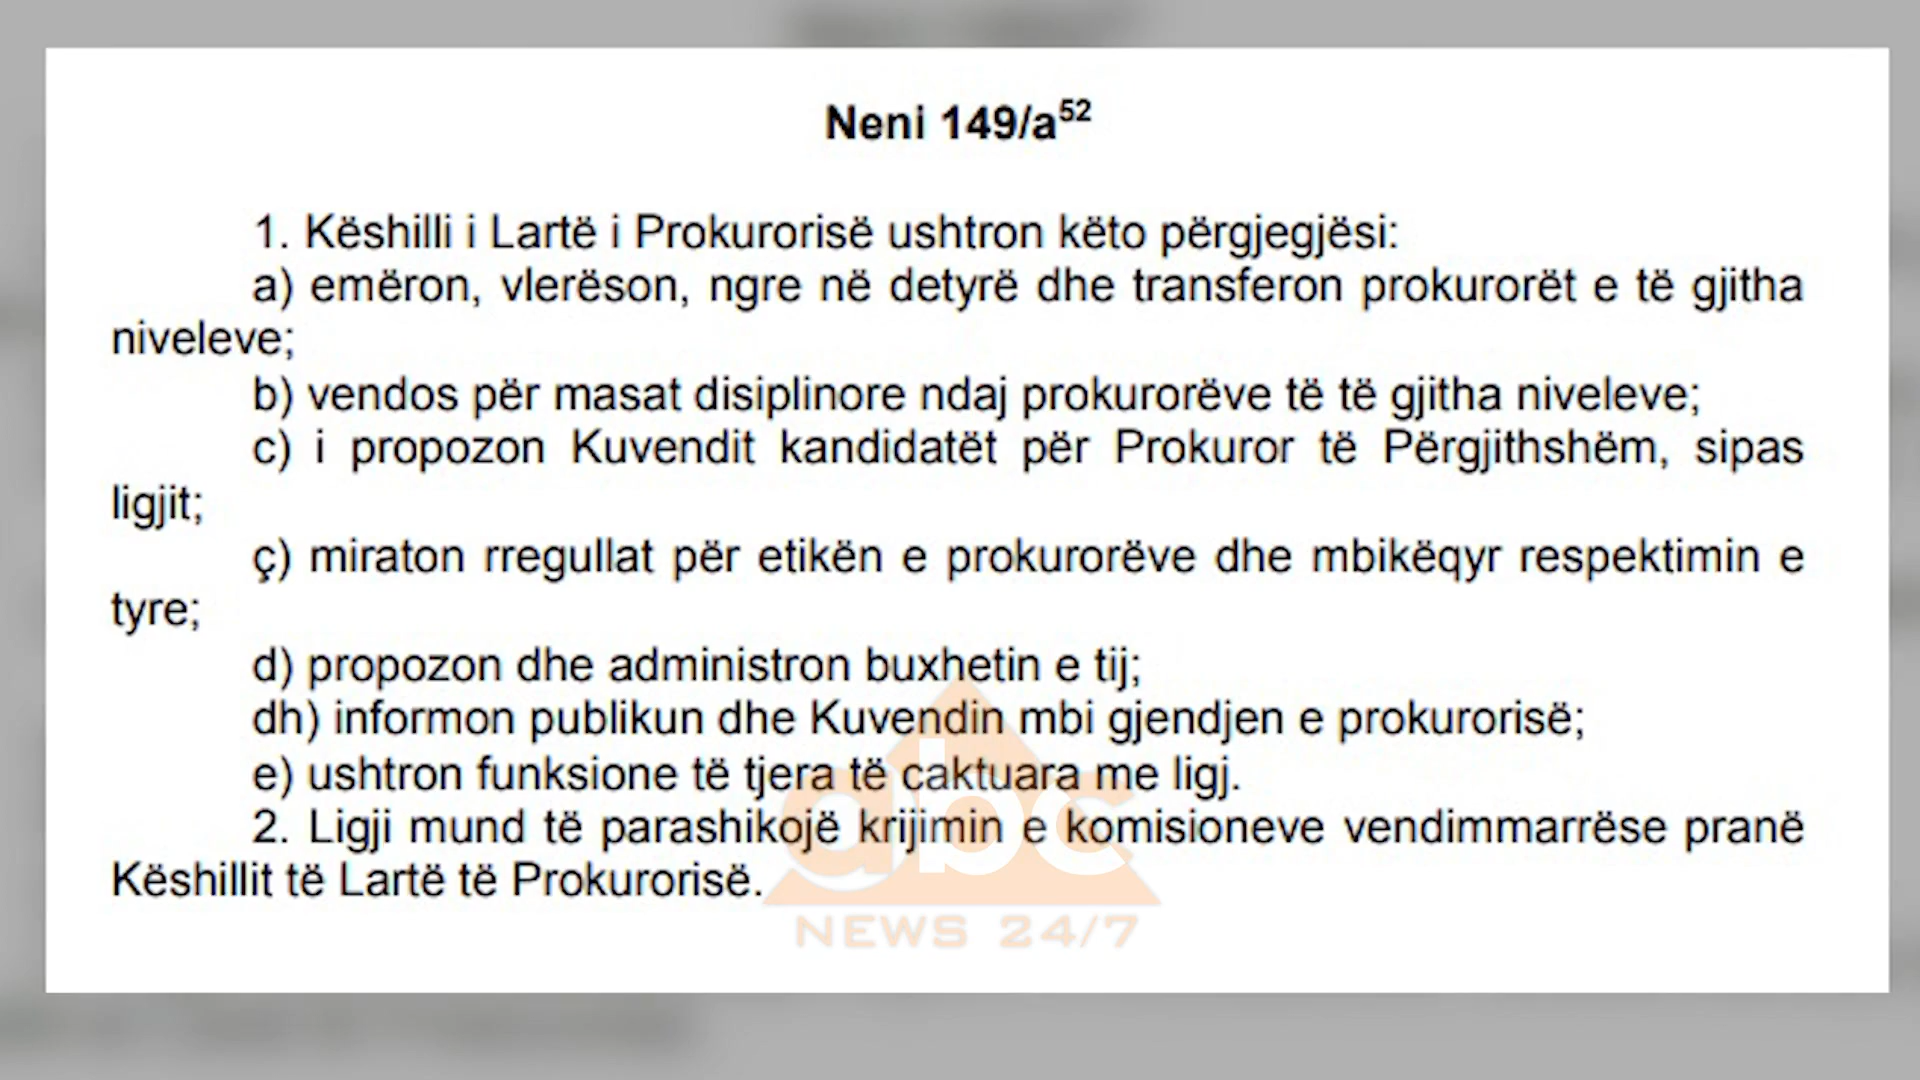 Neni 149/a52
1. Këshilli i Lartë i Prokurorisë ushtron këto përgjegjësi:
a) emëron, vlerëson, ngre në detyrë dhe transferon prokurorët e të gjitha
niveleve;
b) vendos për masat disiplinore ndaj prokurorëve të të gjitha niveleve;
c) i propozon Kuvendit kandidatët për Prokuror të Përgjithshëm, sipas
ligjit;
ç) miraton rregullat për etikën e prokurorëve dhe mbikëqyr respektimin e
tyre;
d) propozon dhe administron buxhetin e tij;
dh) informon publikun dhe Kuvendin mbi gjendjen e prokurorisë;
e) ushtron funksione të tjera të caktuara me ligj.
2. Ligji mund të parashikojë krijimin e komisioneve vendimmarrëse pranë
Këshillit të Lartë të Prokurorisë.
abc
NEWS 24/7